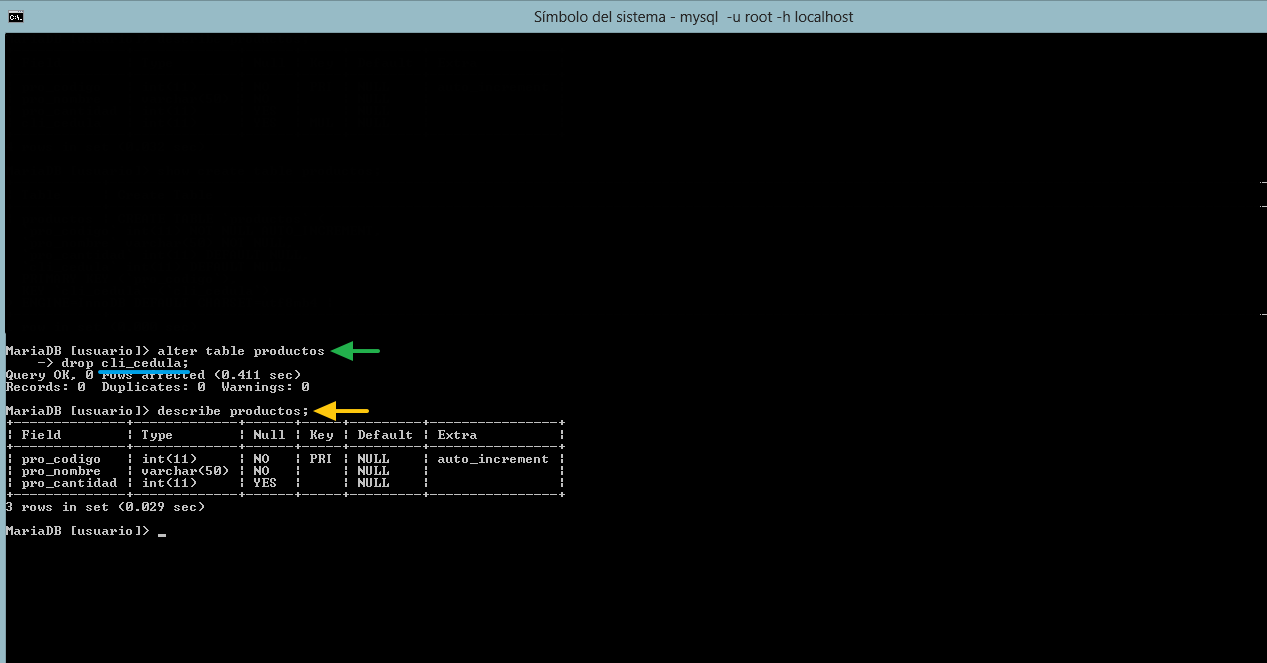 C:\.
Símbolo del sistema - mysql  -u root -h localhost
MariaDB [usuario]> alter table productos
    -> drop cli_cedula;
Query OK, 0 rows affected (0.411 sec)
Records: 0  Duplicates: 0  Warnings: 0
MariaDB [usuario]> describe productos;
+--------------+-------------+------+-----+---------+----------------+
| Field        | Type        | Null | Key | Default | Extra          |
+--------------+-------------+------+-----+---------+----------------+
| pro_codigo   | int(11)     | NO   | PRI | NULL    | auto_increment |
| pro_nombre   | varchar(50) | NO   |     | NULL    |                |
| pro_cantidad | int(11)     | YES  |     | NULL    |                |
+--------------+-------------+------+-----+---------+----------------+
3 rows in set (0.029 sec)
MariaDB [usuario]> _